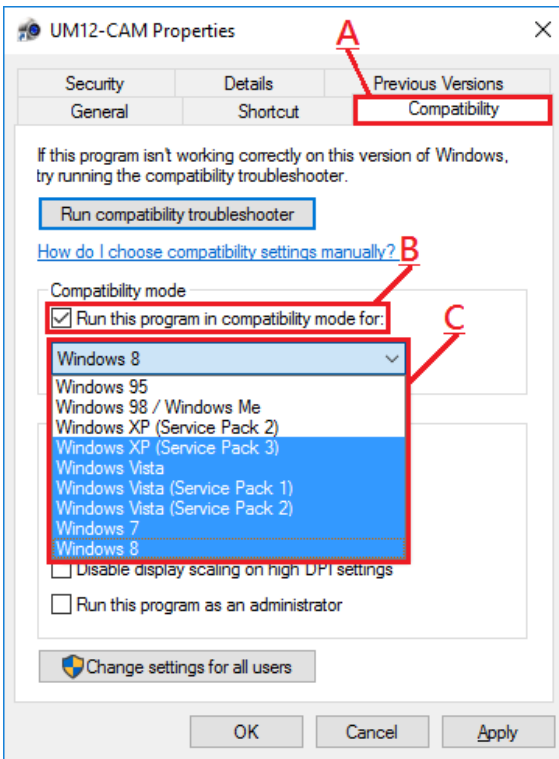 UM12-CAM Properties
A
Security Details Previous Versions
General Shortcut Compatibility
If this program isn't working correctly on this version of Windows,
try running the compatibility troubleshooter.
Run compatibility troubleshooter
How do I choose compatibility settings manually?
B
Compatibility mode
Run this program in compatibility mode for:
C
Windows 8
Windows 95
Windows 98 / Windows Me
Windows XP (Service Pack 2)
Windows XP (Service Pack 3)
Windows Vista
Windows Vista (Service Pack 1)
Windows Vista (Service Pack 2)
Windows 7
Windows 8
Disable display scaling on high DPI settings
Run this program as an administrator
Change settings for all users
OK Cancel Apply